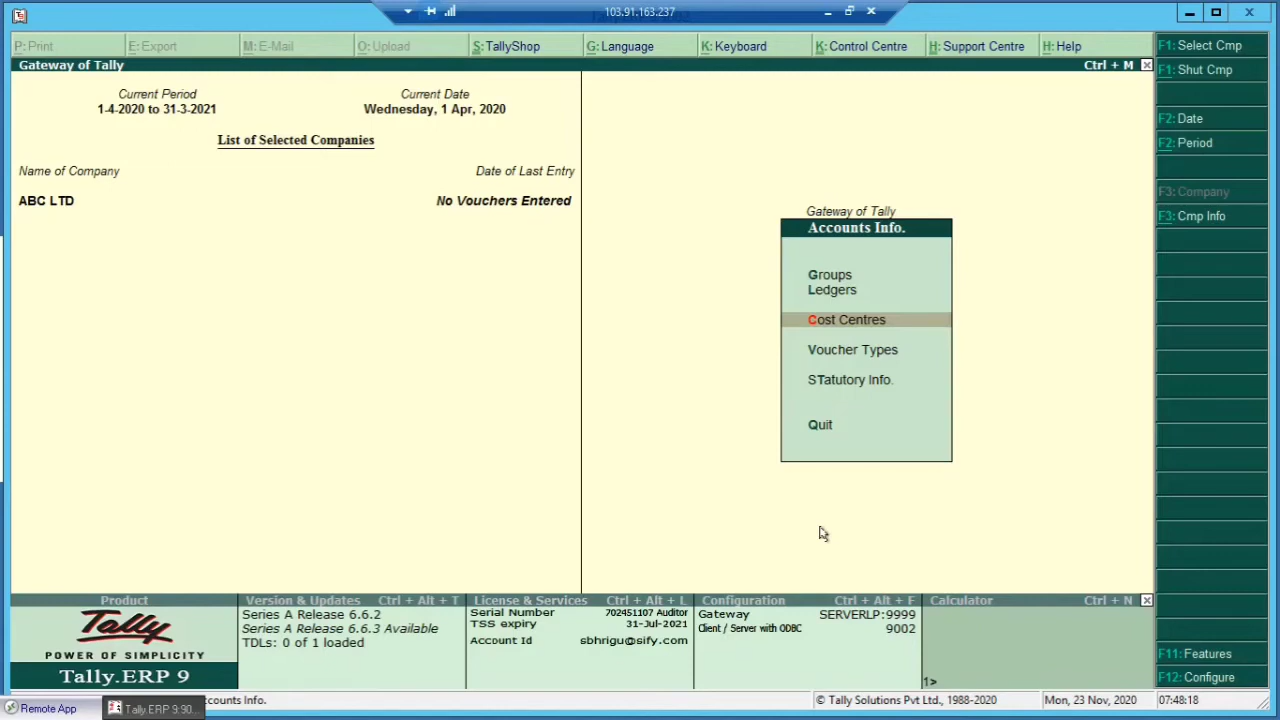 103.91.163.237
P: Print
E: Export
M: E-Mail
O: Upload
S: TallyShop
G: Language
K: Keyboard
K: Control Centre
H: Support Centre
H: Help
F1: Select Cmp
Gateway of Tally
Ctrl + M
F1: Shut Cmp
Current Period
Current Date
1-4-2020 to 31-3-2021
Wednesday, 1 Apr, 2020
F2: Date
List of Selected Companies
F2: Period
Name of Company
Date of Last Entry
F3: Company
ABC LTD
No Vouchers Entered
F3: Cmp Info
Gateway of Tally
Accounts Info.
Groups
Ledgers
Cost Centres
Voucher Types
STatutory Info.
Quit
Product
Version & Updates Ctrl + Alt + T
License & Services Ctrl + Alt + L
Configuration Ctrl + Alt + F
Calculator Ctrl + N
Tally
POWER OF SIMPLICITY
Tally.ERP 9
Series A Release 6.6.2
Series A Release 6.6.3 Available
TDLs: 0 of 1 loaded
Serial Number 702451107 Auditor
TSS expiry 31-Jul-2021
Account Id sbhrigu@sify.com
Gateway SERVERLP:9999
Client / Server with ODBC 9002
1>
F11: Features
F12: Configure
Remote App
Tally.ERP 9:90...
ccounts Info.
© Tally Solutions Pvt Ltd., 1988-2020
Mon, 23 Nov, 2020
07:48:18